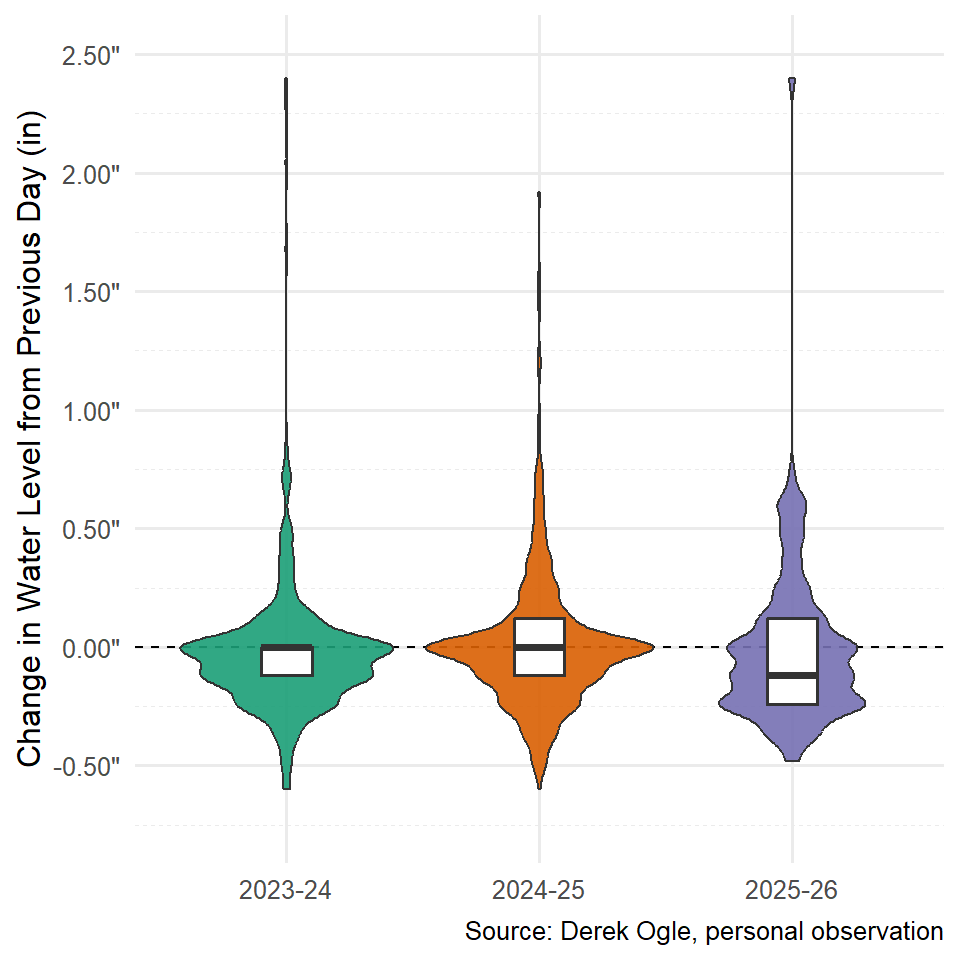 Change in Water Level from Previous Day (in)
2.50"
2.00"
1.50"
1.00"
0.50"
0.00"
-0.50"
2023-24 2024-25 2025-26
Source: Derek Ogle, personal observation